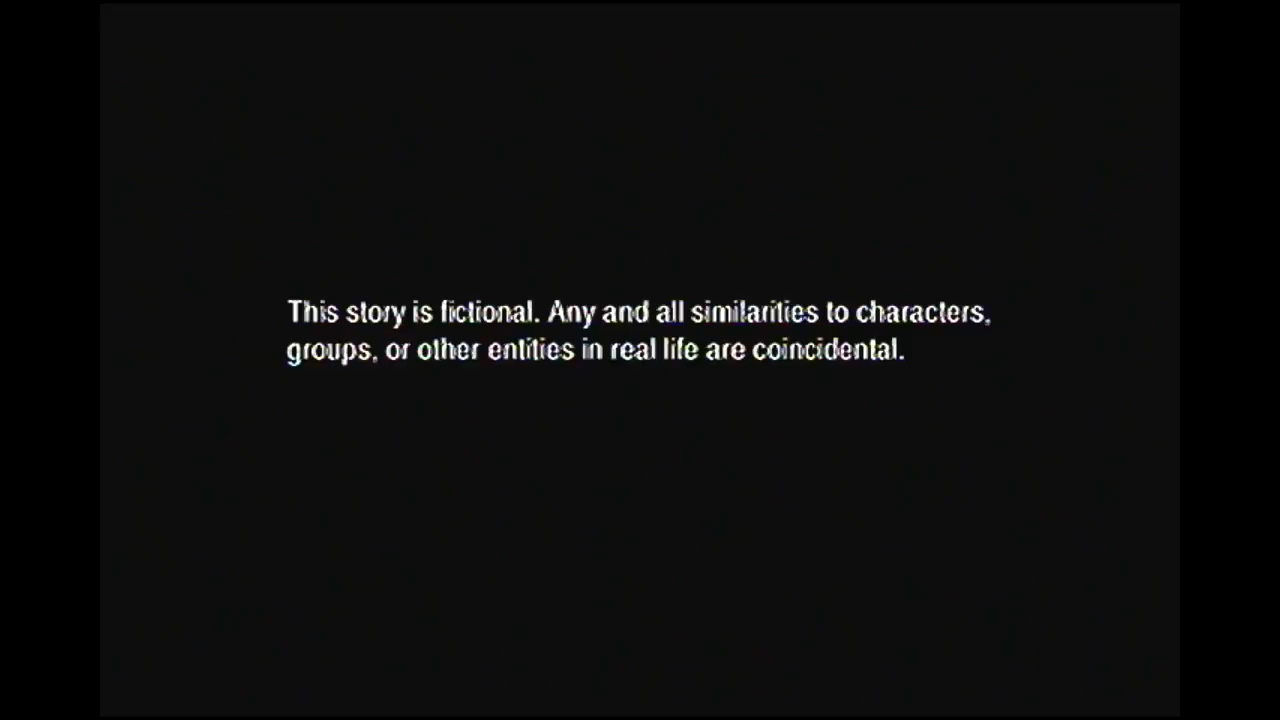 This story is fictional. Any and all similarities to characters,
groups, or other entities in real life are coincidental.